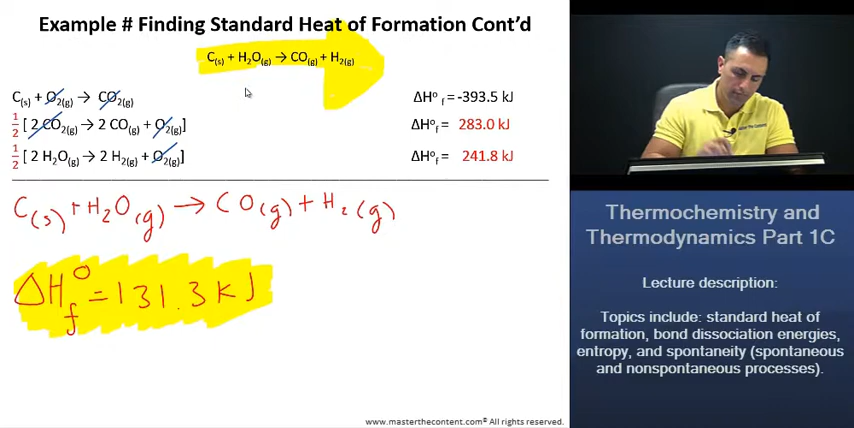 Example # Finding Standard Heat of Formation Cont'd
C(s) + H2O(g) → CO(g) + H2(g)
C(s) + O2(g) → CO2(g) ΔH°f = -393.5 kJ
1/2 [ 2 CO2(g) → 2 CO(g) + O2(g)] ΔH°f = 283.0 kJ
1/2 [ 2 H2O(g) → 2 H2(g) + O2(g)] ΔH°f = 241.8 kJ
C(s) + H2O(g) → CO(g) + H2(g)
ΔH°f = 131.3 kJ
www.masterthecontent.com© All rights reserved.
Thermochemistry and
Thermodynamics Part 1C
Lecture description:
Topics include: standard heat of
formation, bond dissociation energies,
entropy, and spontaneity (spontaneous
and nonspontaneous processes).